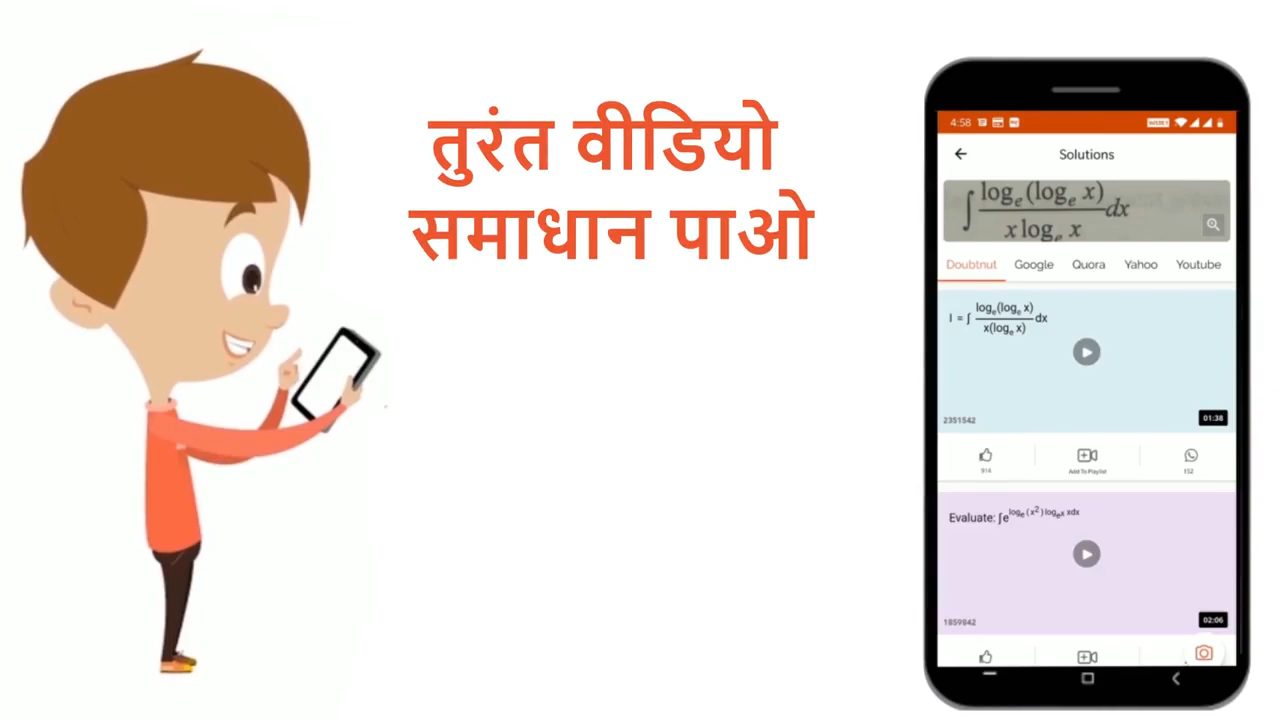 तुरंत वीडियो
समाधान पाओ
4:58
Solutions
∫ logₑ(logₑ x) / x logₑ x dx
Doubtnut Google Quora Yahoo Youtube
I = ∫ logₑ(logₑ x) / x(logₑ x) dx
2351542
01:38
914 Add To Playlist 152
Evaluate: ∫e^logₑ(x²) logₑx xdx
1859842
02:06